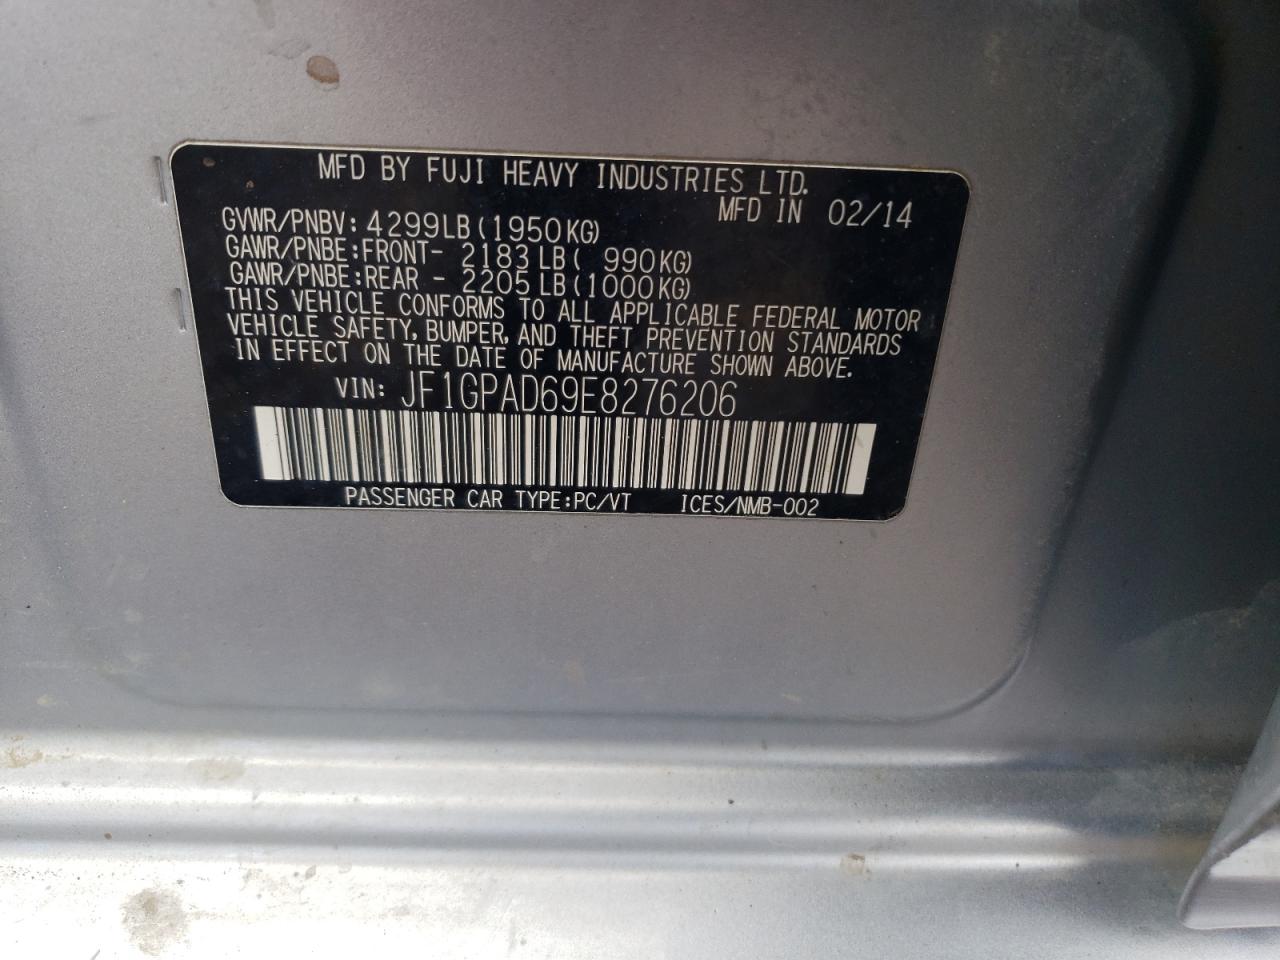 MFD BY FUJI HEAVY INDUSTRIES LTD.
MFD IN 02/14
GVWR/PNBV: 4299LB(1950KG)
GAWR/PNBE:FRONT- 2183LB( 990KG)
GAWR/PNBE:REAR - 2205LB(1000KG)
THIS VEHICLE CONFORMS TO ALL APPLICABLE FEDERAL MOTOR
VEHICLE SAFETY, BUMPER, AND THEFT PREVENTION STANDARDS
IN EFFECT ON THE DATE OF MANUFACTURE SHOWN ABOVE.
VIN: JF1GPAD69E8276206
PASSENGER CAR TYPE:PC/VT ICES/NMB-002